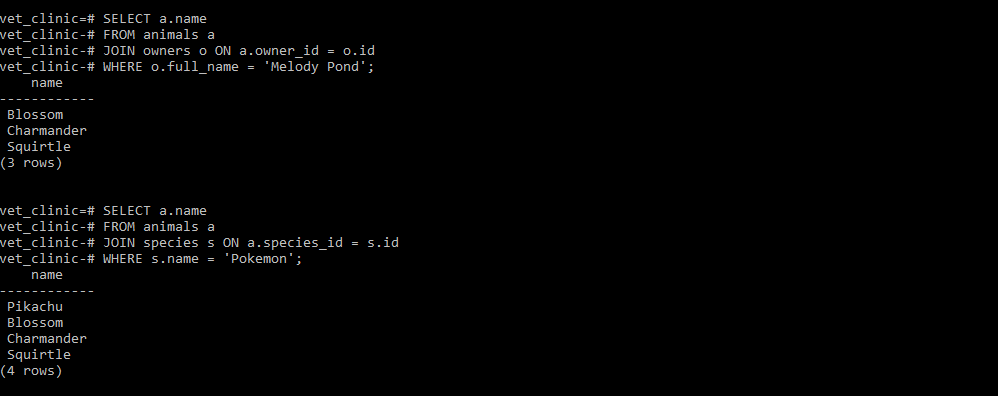 vet_clinic=# SELECT a.name
vet_clinic-# FROM animals a
vet_clinic-# JOIN owners o ON a.owner_id = o.id
vet_clinic-# WHERE o.full_name = 'Melody Pond';
    name
------------
 Blossom
 Charmander
 Squirtle
(3 rows)
vet_clinic=# SELECT a.name
vet_clinic-# FROM animals a
vet_clinic-# JOIN species s ON a.species_id = s.id
vet_clinic-# WHERE s.name = 'Pokemon';
    name
------------
 Pikachu
 Blossom
 Charmander
 Squirtle
(4 rows)